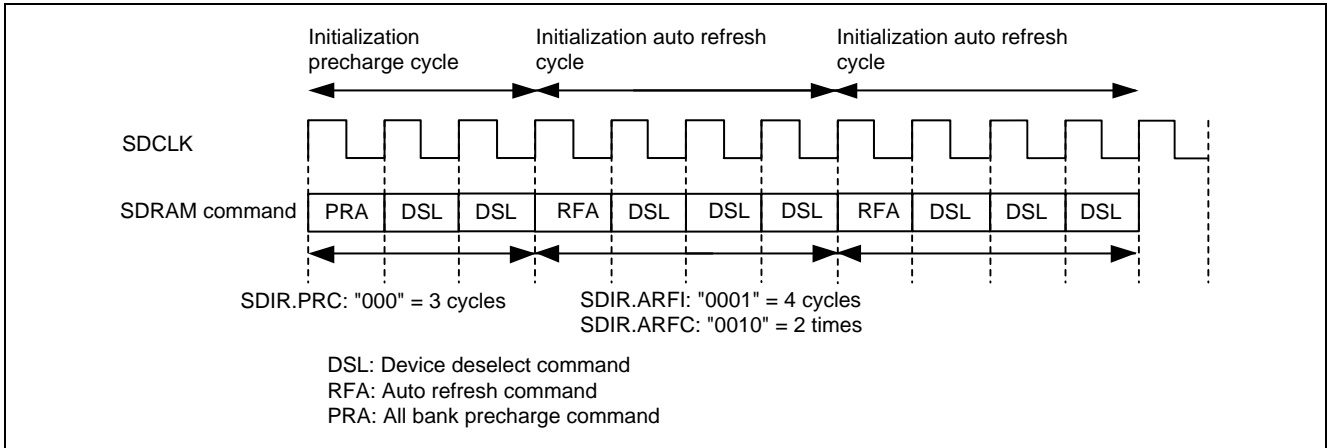 Initialization
precharge cycle
Initialization auto refresh
cycle
Initialization auto refresh
cycle
SDCLK
SDRAM command
PRA DSL DSL RFA DSL DSL DSL RFA DSL DSL DSL
SDIR.PRC: "000" = 3 cycles
SDIR.ARFI: "0001" = 4 cycles
SDIR.ARFC: "0010" = 2 times
DSL: Device deselect command
RFA: Auto refresh command
PRA: All bank precharge command